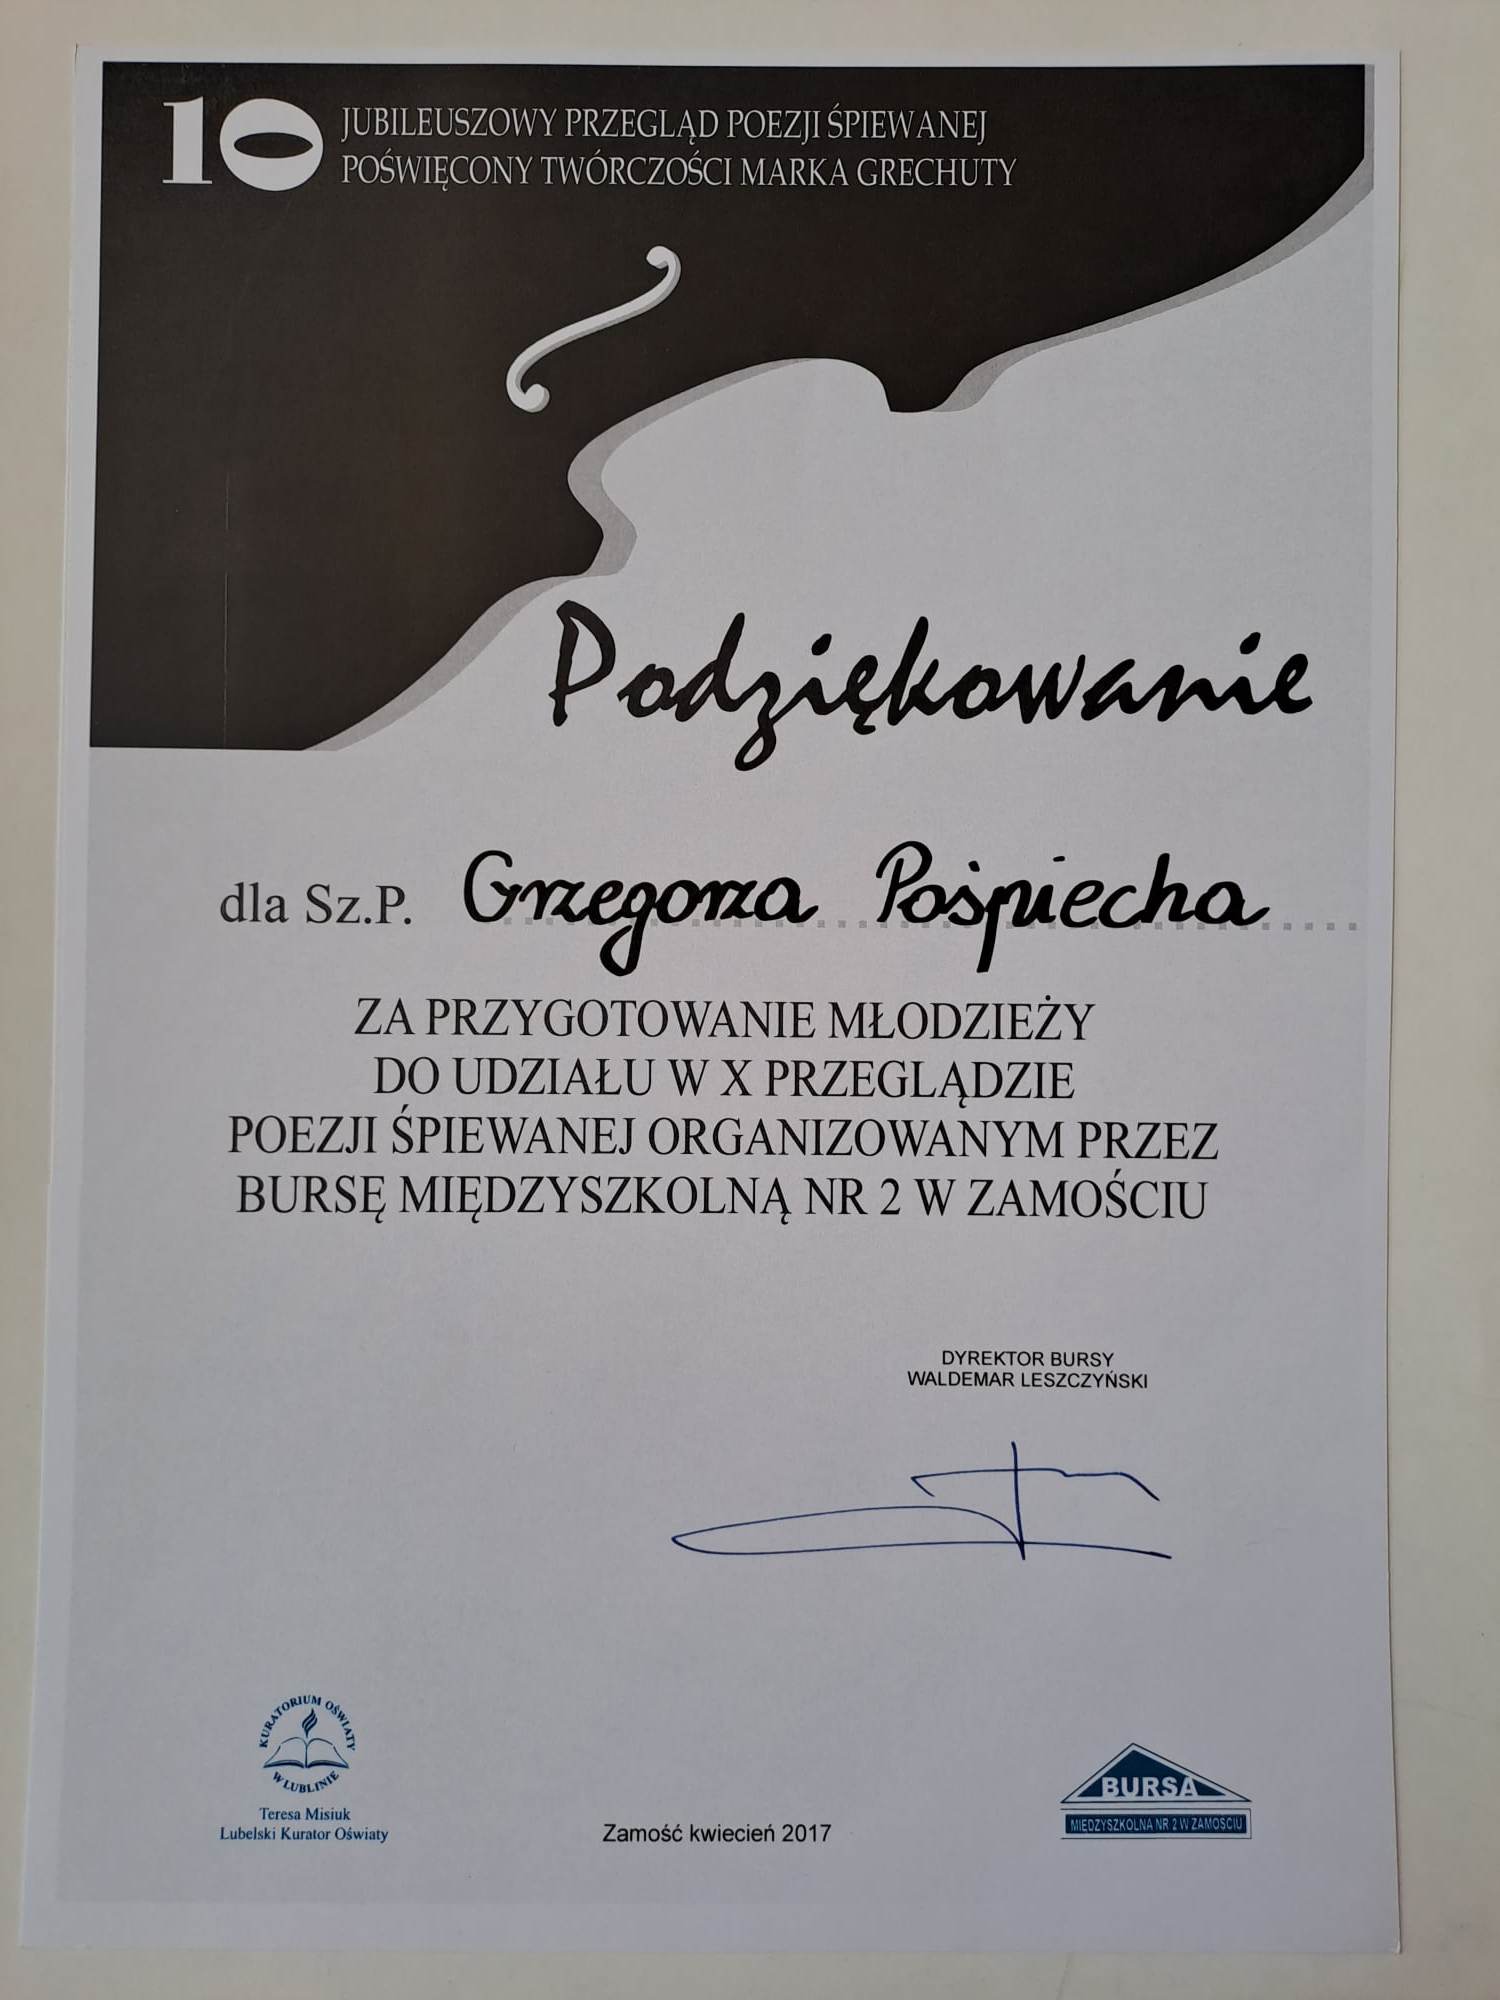 10 JUBILEUSZOWY PRZEGLĄD POEZJI ŚPIEWANEJ
POŚWIĘCONY TWÓRCZOŚCI MARKA GRECHUTY
Podziękowanie
dla Sz.P. Grzegorza Pośpiecha
ZA PRZYGOTOWANIE MŁODZIEŻY
DO UDZIAŁU W X PRZEGLĄDZIE
POEZJI ŚPIEWANEJ ORGANIZOWANYM PRZEZ
BURSĘ MIĘDZYSZKOLNĄ NR 2 W ZAMOŚCIU
DYREKTOR BURSY
WALDEMAR LESZCZYŃSKI
KURATORIUM OŚWIATY
W LUBLINIE
Teresa Misiuk
Lubelski Kurator Oświaty
Zamość kwiecień 2017
BURSA
MIĘDZYSZKOLNA NR 2 W ZAMOŚCIU